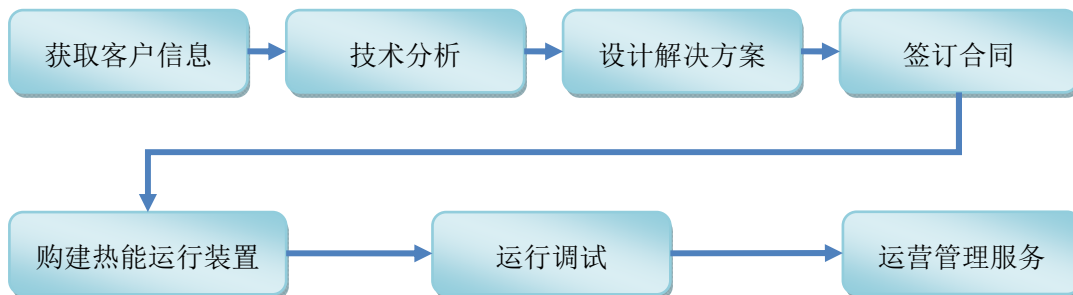 获取客户信息
技术分析
设计解决方案
签订合同
购建热能运行装置
运行调试
运营管理服务